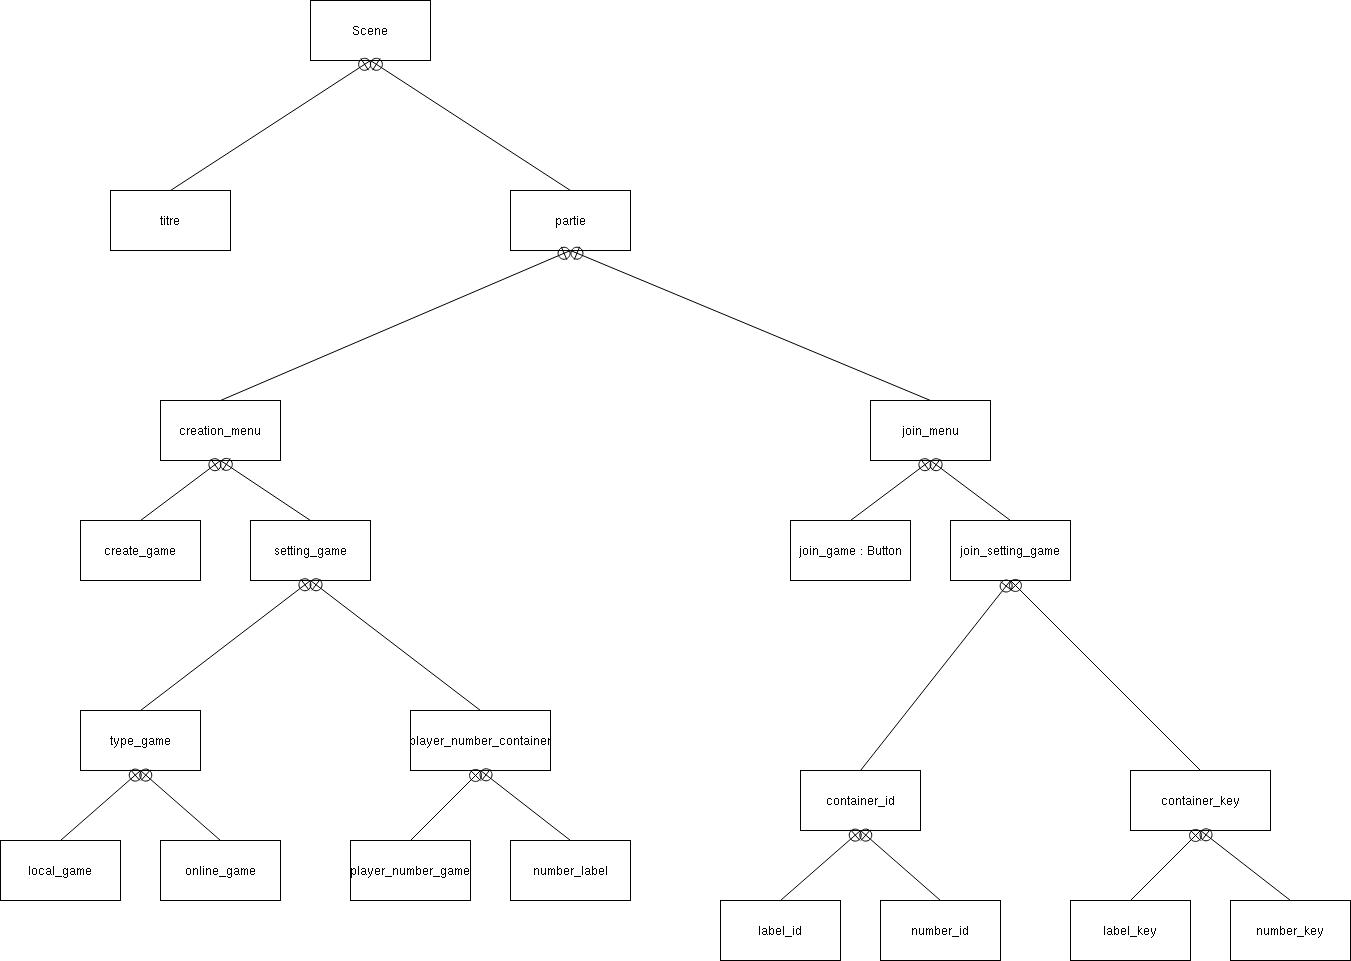 Scene
titre
partie
creation_menu
join_menu
create_game
setting_game
join_game : Button
join_setting_game
type_game
player_number_container
container_id
container_key
local_game
online_game
player_number_game
number_label
label_id
number_id
label_key
number_key